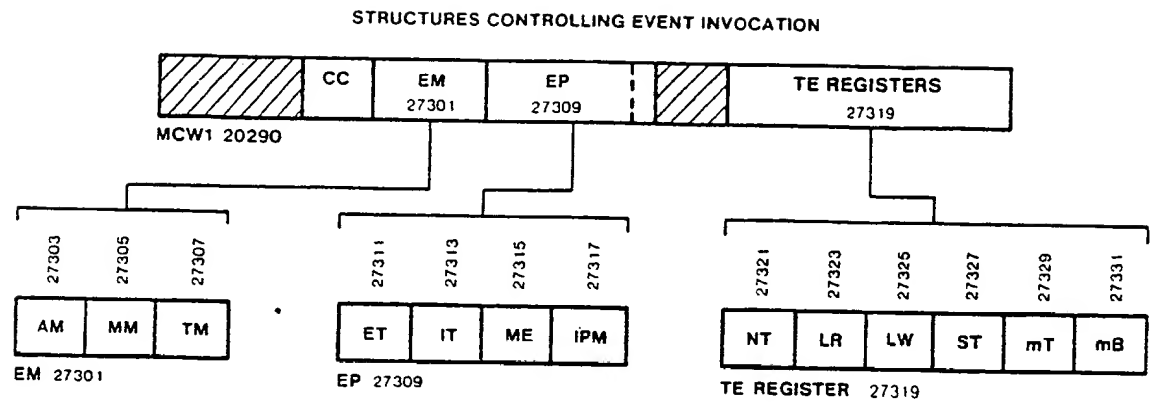 STRUCTURES CONTROLLING EVENT INVOCATION
CC EM EP TE REGISTERS
27301 27309 27319
MCW1 20290
27303 27305 27307 27311 27313 27315 27317 27321 27323 27325 27327 27329 27331
AM MM TM ET IT ME IPM NT LR LW ST mT mB
EM 27301 EP 27309 TE REGISTER 27319